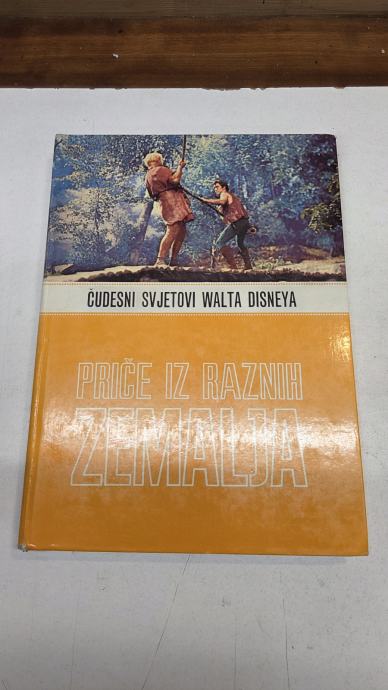 ČUDESNI SVJETOVI WALTA DISNEYA
PRIČE IZ RAZNIH
ZEMALJA